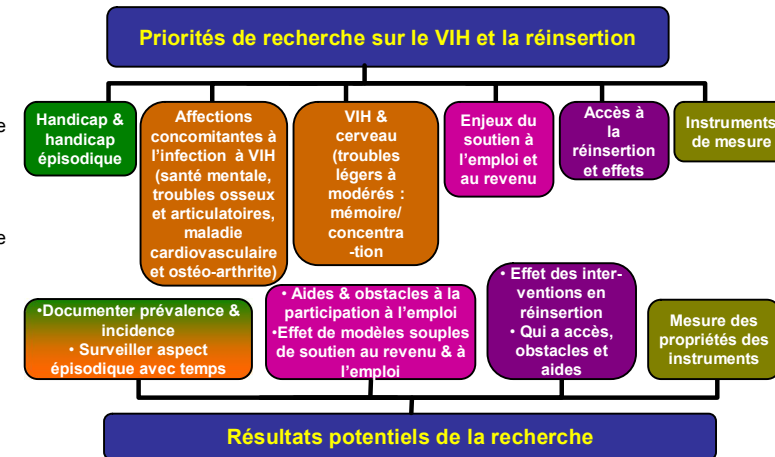 Priorités de recherche sur le VIH et la réinsertion
e
e
Handicap &
handicap
épisodique
Affections
concomitantes à
l'infection à VIH
(santé mentale,
troubles osseux
et articulatoires,
maladie
cardiovasculaire
et ostéo-arthrite)
VIH &
cerveau
(troubles
légers à
modérés :
mémoire/
concentra
-tion
Enjeux du
soutien à
l'emploi et
au revenu
Accès à
la
réinsertion
et effets
Instruments
de mesure
•Documenter prévalence &
incidence
• Surveiller aspect
épisodique avec temps
• Aides & obstacles à la
participation à l'emploi
•Effet de modèles souples
de soutien au revenu & à
l'emploi
• Effet des inter-
ventions en
réinsertion
• Qui a accès,
obstacles et
aides
Mesure des
propriétés des
instruments
Résultats potentiels de la recherche